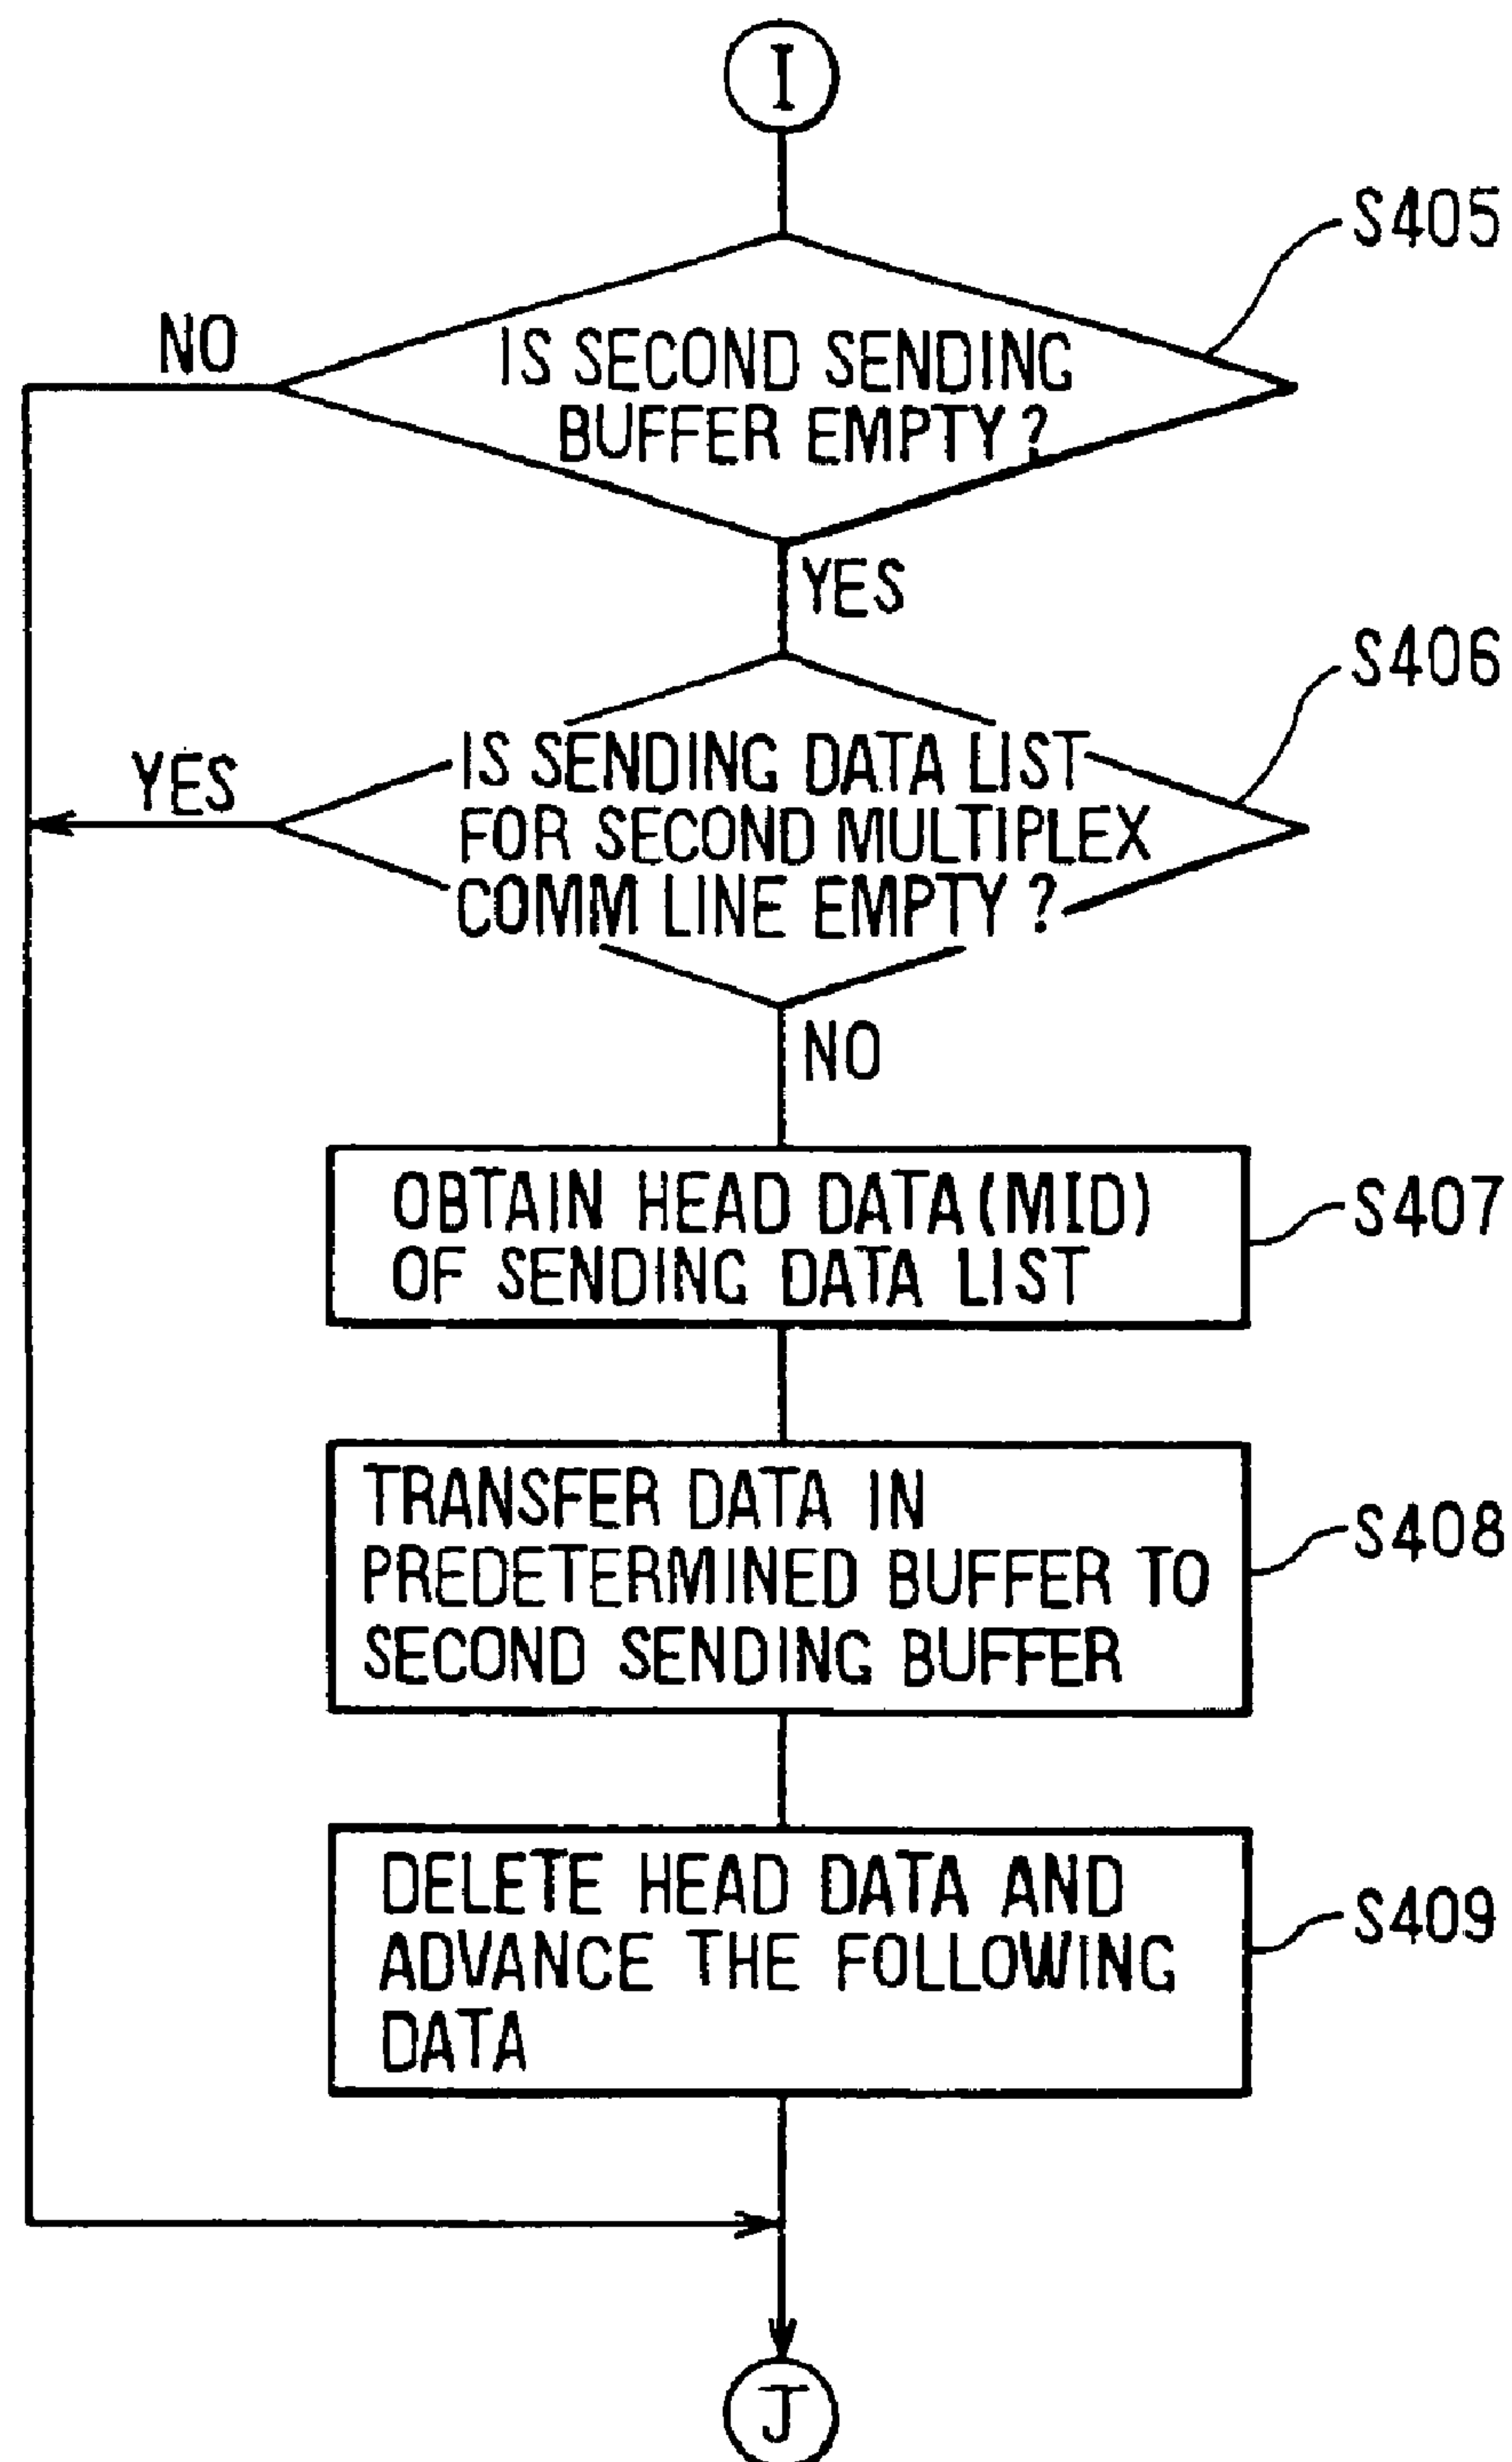 I
S405
NO
IS SECOND SENDING
BUFFER EMPTY?
YES
S406
YES
IS SENDING DATA LIST
FOR SECOND MULTIPLEX
COMM LINE EMPTY?
NO
OBTAIN HEAD DATA(MID)
OF SENDING DATA LIST
S407
TRANSFER DATA IN
PREDETERMINED BUFFER TO
SECOND SENDING BUFFER
S408
DELETE HEAD DATA AND
ADVANCE THE FOLLOWING
DATA
S409
J